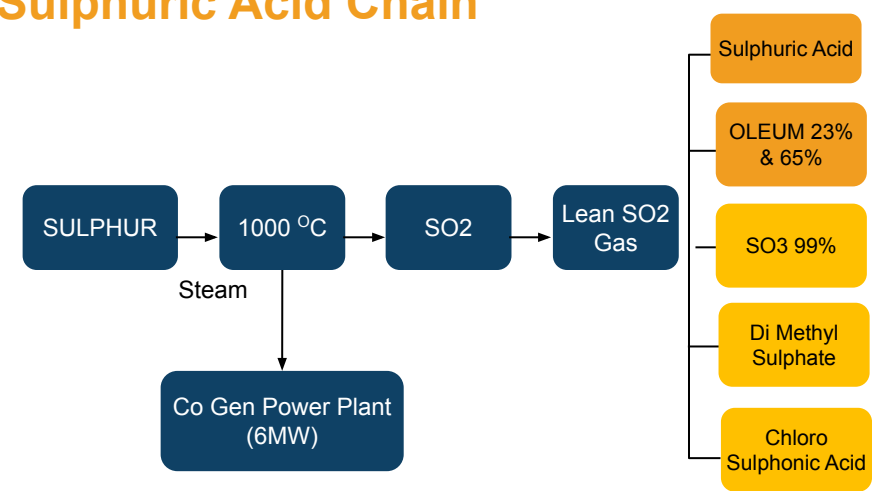 Sulphuric Acid Chain
Sulphuric Acid
OLEUM 23%
& 65%
SULPHUR
1000 ᴼC
SO2
Lean SO2
Gas
SO3 99%
Steam
Di Methyl
Sulphate
Co Gen Power Plant
(6MW)
Chloro
Sulphonic Acid